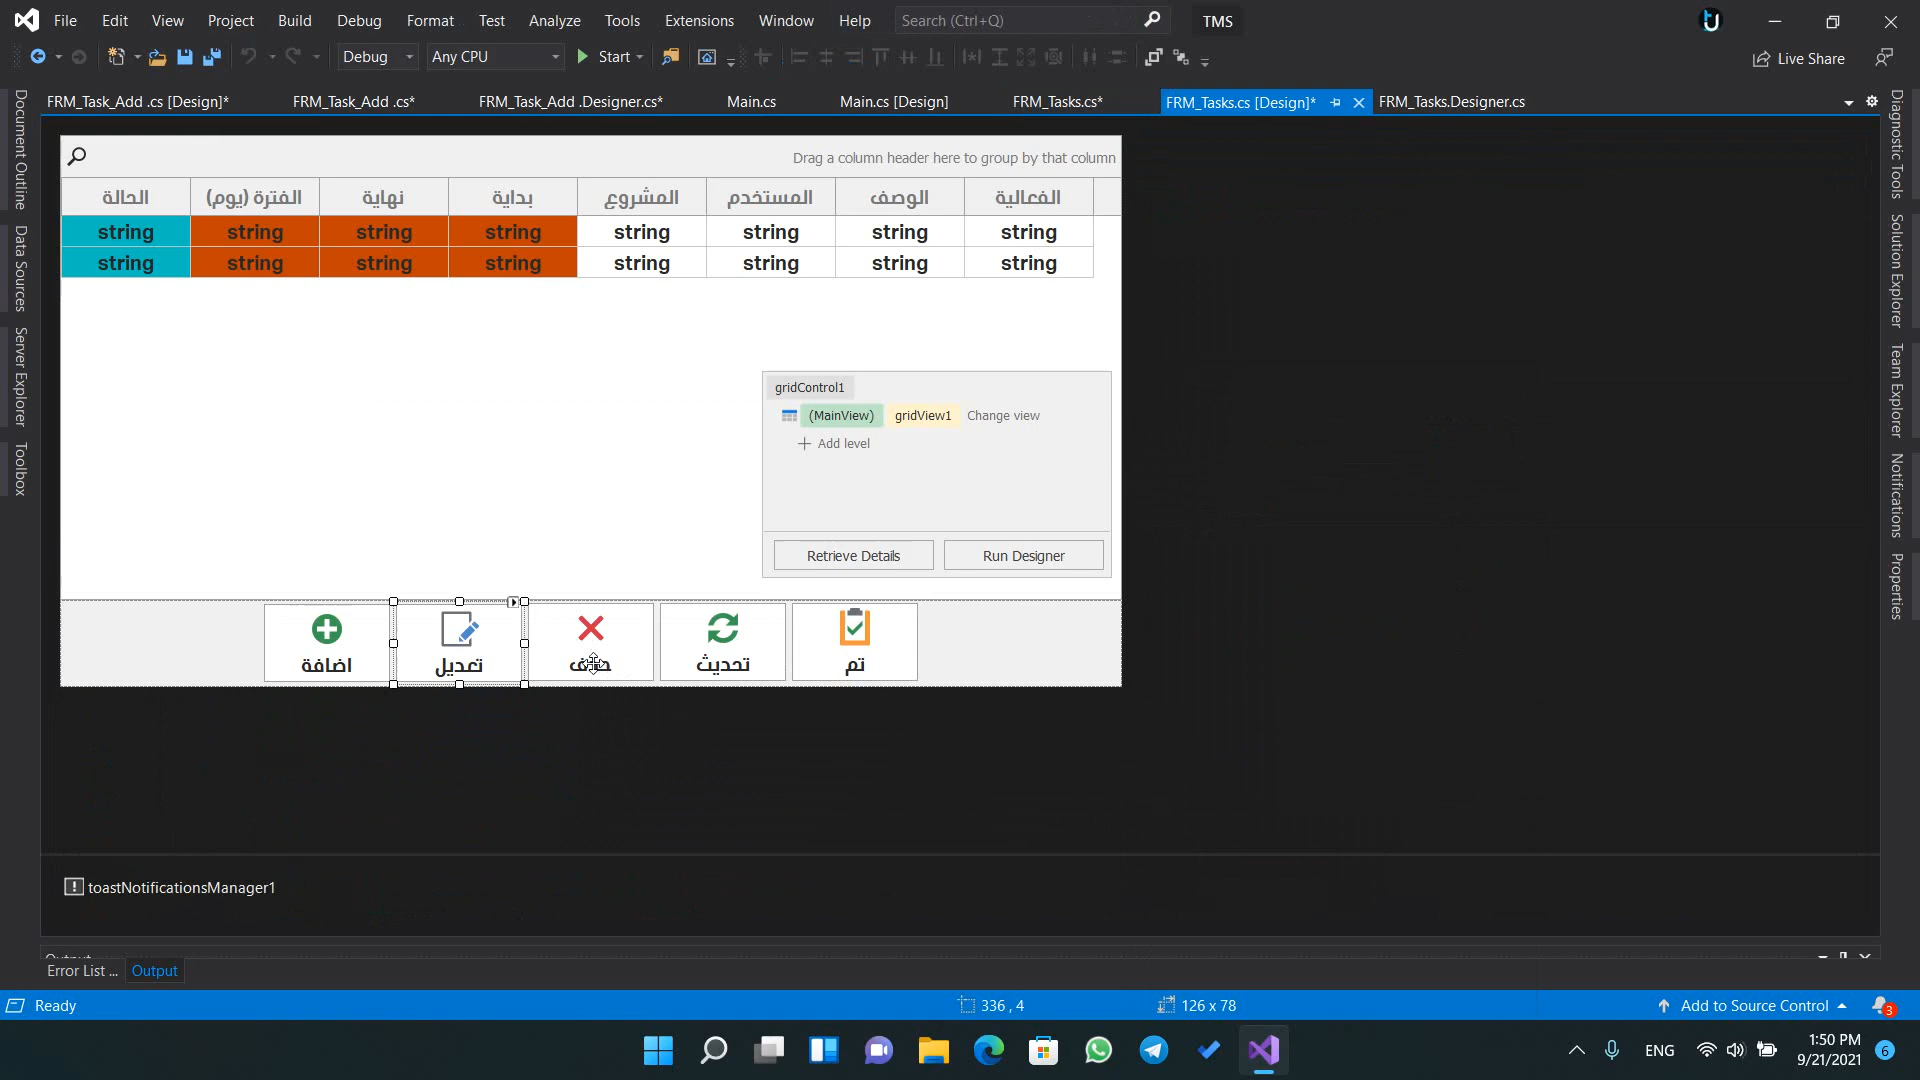 File Edit View Project Build Debug Format Test Analyze Tools Extensions Window Help Search (Ctrl+Q) TMS
Debug Any CPU Start Live Share
FRM_Task_Add .cs [Design]* FRM_Task_Add .cs* FRM_Task_Add .Designer.cs* Main.cs Main.cs [Design] FRM_Tasks.cs* FRM_Tasks.cs [Design]* FRM_Tasks.Designer.cs
Document Outline
Data Sources
Server Explorer
Toolbox
Diagnostic Tools
Solution Explorer
Team Explorer
Notifications
Properties
Drag a column header here to group by that column
الفعالية الوصف المستخدم المشروع بداية نهاية الفترة (يوم) الحالة
string string string string string string string string
string string string string string string string string
gridControl1
(MainView) gridView1 Change view
Add level
Retrieve Details Run Designer
اضافة تعديل تحديث تم
toastNotificationsManager1
Output
Error List ... Output
Ready 336 , 4 126 x 78 Add to Source Control 3
ENG 1:50 PM
9/21/2021 6